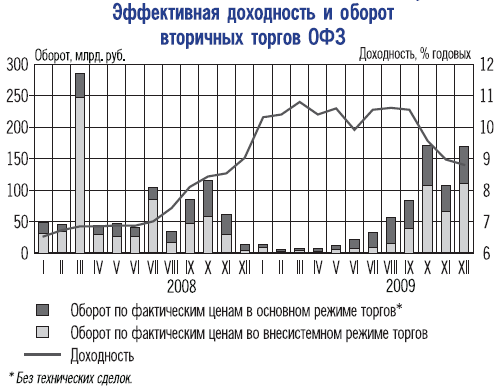 Эффективная доходность и оборот
вторичных торгов ОФЗ
Оборот, млрд. руб.
Доходность, % годовых
300
250
200
150
100
50
0
12
11
10
9
8
7
6
I II III IV V VI VII VIII IX X XI XII I II III IV V VI VII VIII IX X XI XII
2008 2009
Оборот по фактическим ценам в основном режиме торгов*
Оборот по фактическим ценам во внесистемном режиме торгов
Доходность
* Без технических сделок.